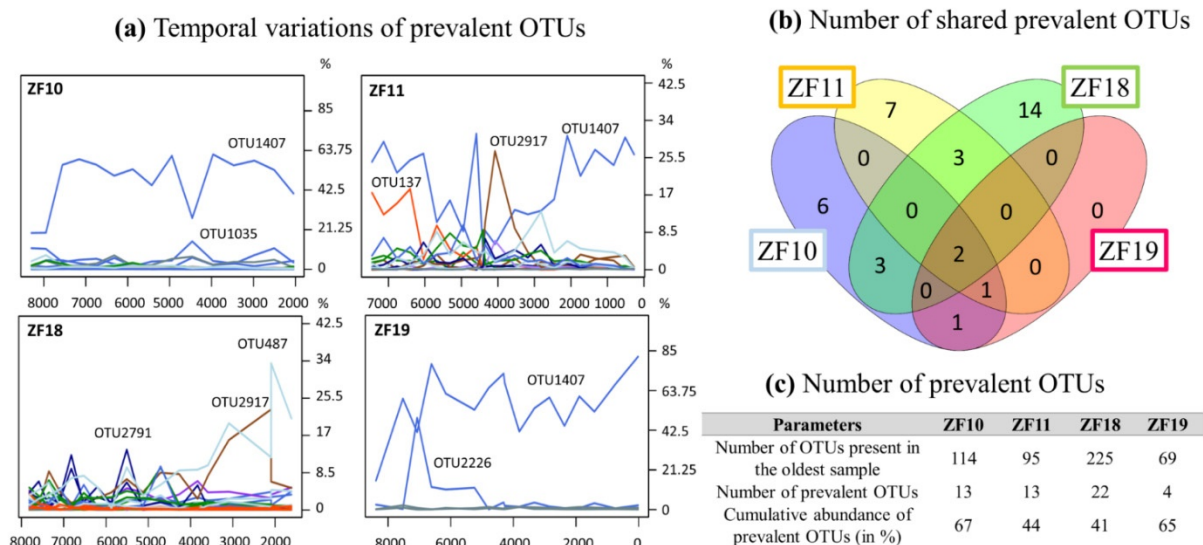 (a) Temporal variations of prevalent OTUs
%
ZF10
85
63.75
42.5
21.25
0
OTU1407
OTU1035
8000 7000 6000 5000 4000 3000 2000
%
ZF11
42.5
34
25.5
17
8.5
0
OTU137
OTU2917
OTU1407
7000 6000 5000 4000 3000 2000 1000 0
%
ZF18
42.5
34
25.5
17
8.5
0
OTU487
OTU2917
OTU2791
8000 7000 6000 5000 4000 3000 2000
%
ZF19
85
63.75
42.5
21.25
0
OTU1407
OTU2226
8000 6000 4000 2000 0
(b) Number of shared prevalent OTUs
ZF11 ZF18
7 14
0 3 0
6 0 0 0
ZF10 ZF19
3 2 0
0 1
1
(c) Number of prevalent OTUs
Parameters ZF10 ZF11 ZF18 ZF19
Number of OTUs present in
the oldest sample 114 95 225 69
Number of prevalent OTUs 13 13 22 4
Cumulative abundance of
prevalent OTUs (in %) 67 44 41 65